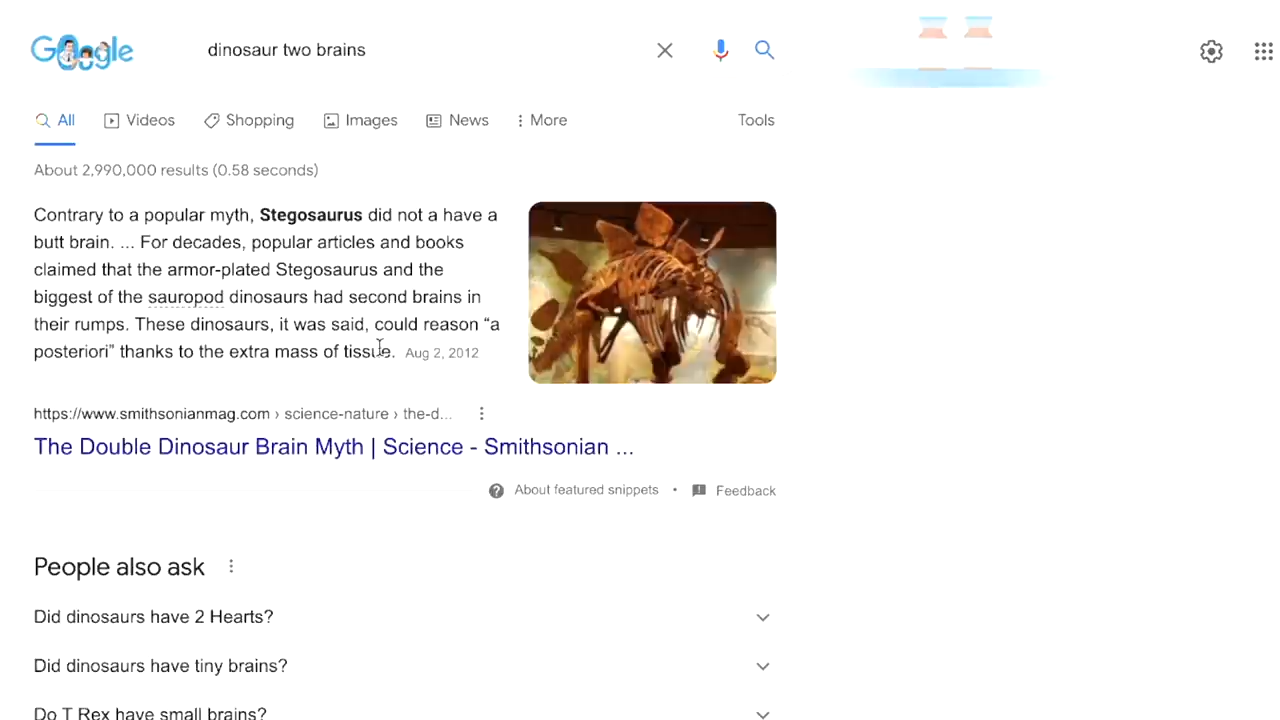 Google
dinosaur two brains
All Videos Shopping Images News More Tools
About 2,990,000 results (0.58 seconds)
Contrary to a popular myth, Stegosaurus did not a have a
butt brain. ... For decades, popular articles and books
claimed that the armor-plated Stegosaurus and the
biggest of the sauropod dinosaurs had second brains in
their rumps. These dinosaurs, it was said, could reason “a
posteriori” thanks to the extra mass of tissue. Aug 2, 2012
https://www.smithsonianmag.com › science-nature › the-d...
The Double Dinosaur Brain Myth | Science - Smithsonian ...
About featured snippets • Feedback
People also ask
Did dinosaurs have 2 Hearts?
Did dinosaurs have tiny brains?
Do T Rex have small brains?